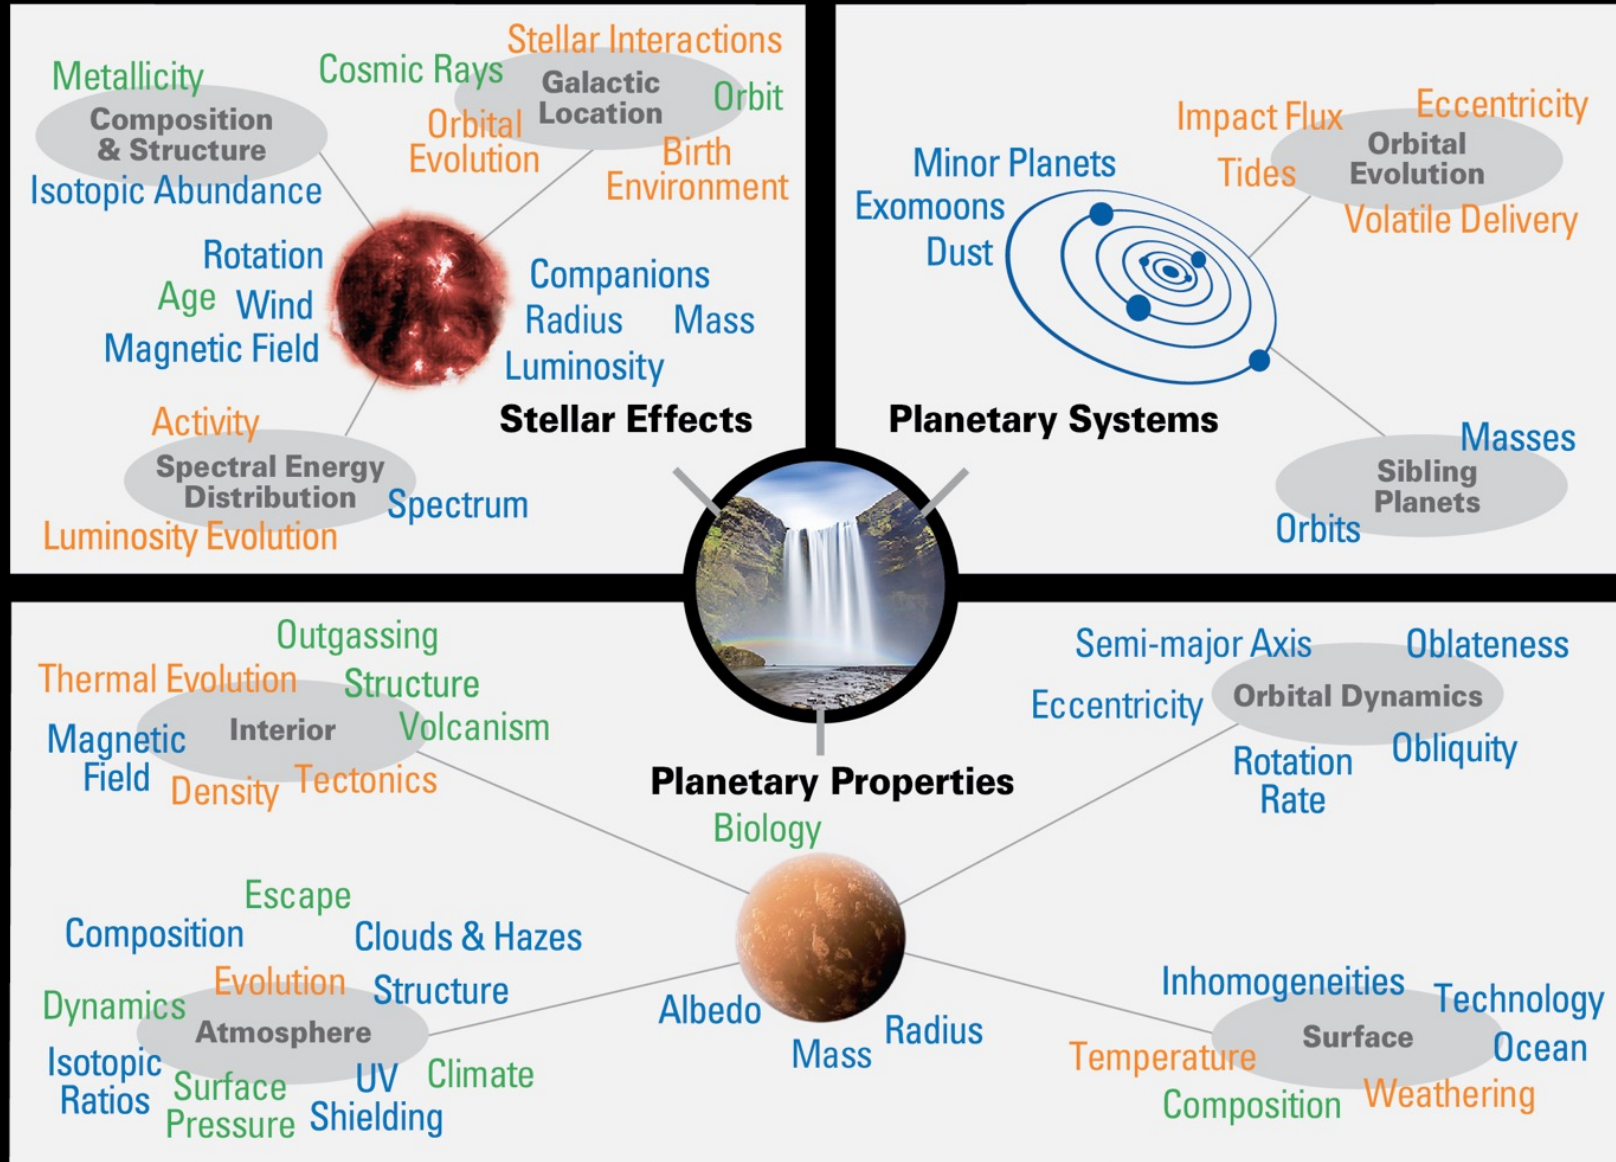 Stellar Interactions
Metallicity
Cosmic Rays
Galactic
Location
Orbit
Composition
& Structure
Orbital
Evolution
Birth
Environment
Isotopic Abundance
Rotation
Age
Wind
Magnetic Field
Companions
Radius
Mass
Luminosity
Activity
Spectral Energy
Distribution
Spectrum
Luminosity Evolution
Stellar Effects
Impact Flux
Eccentricity
Orbital
Evolution
Tides
Volatile Delivery
Minor Planets
Exomoons
Dust
Planetary Systems
Masses
Sibling
Planets
Orbits
Outgassing
Thermal Evolution
Structure
Interior
Volcanism
Magnetic
Field
Density
Tectonics
Planetary Properties
Biology
Semi-major Axis
Oblateness
Eccentricity
Orbital Dynamics
Rotation
Rate
Obliquity
Escape
Composition
Clouds & Hazes
Evolution
Structure
Dynamics
Atmosphere
Isotopic
Ratios
Surface
Pressure
UV
Shielding
Climate
Albedo
Mass
Radius
Inhomogeneities
Technology
Surface
Ocean
Temperature
Weathering
Composition